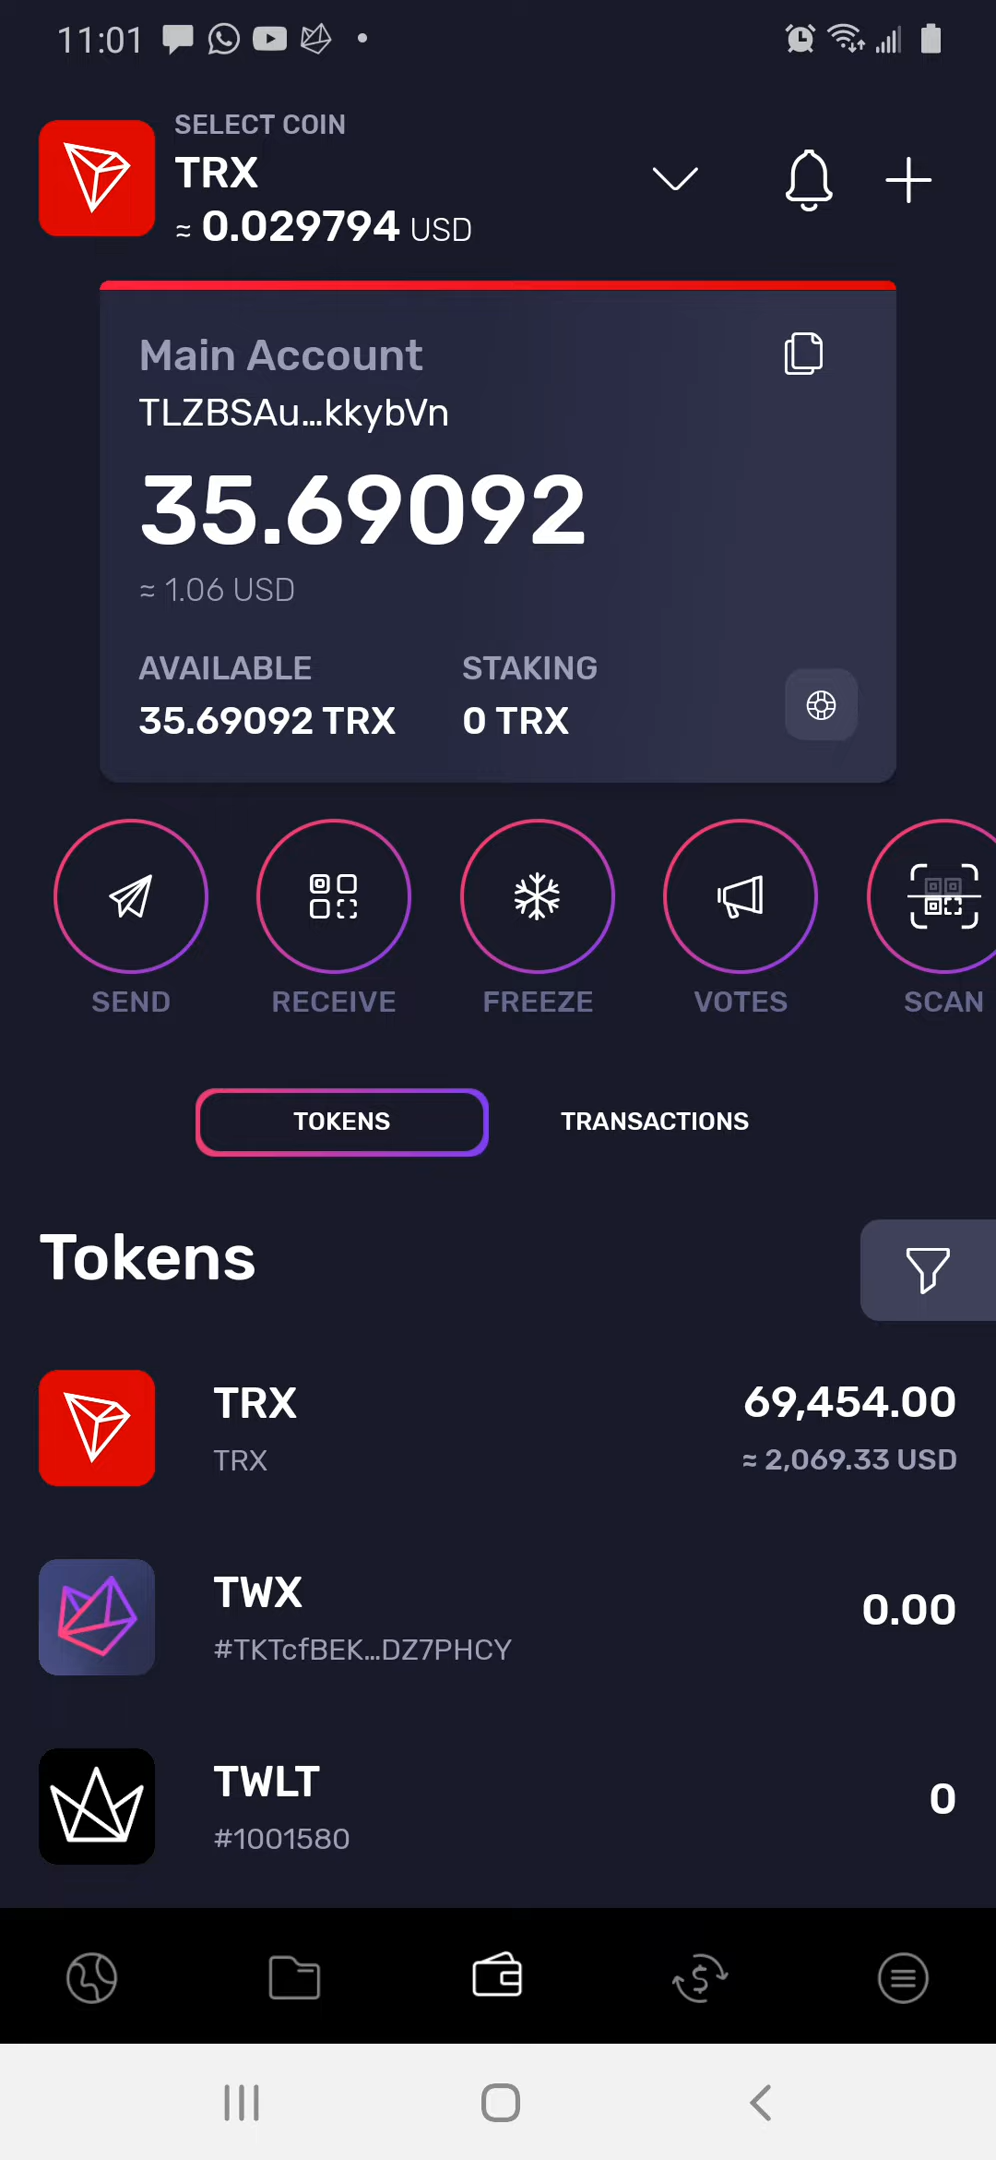 11:01
SELECT COIN
TRX
≈ 0.029794 USD
Main Account
TLZBSAu...kkybVn
35.69092
≈ 1.06 USD
AVAILABLE STAKING
35.69092 TRX 0 TRX
SEND RECEIVE FREEZE VOTES SCAN
TOKENS TRANSACTIONS
Tokens
TRX 69,454.00
TRX ≈ 2,069.33 USD
TWX 0.00
#TKTcfBEK...DZ7PHCY
TWLT 0
#1001580